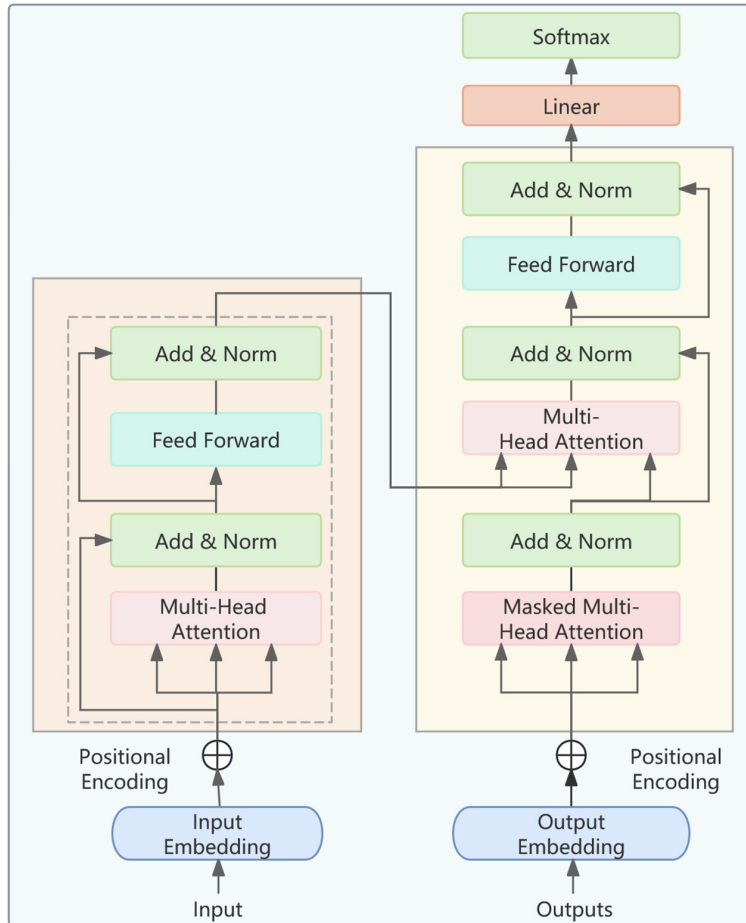 Softmax
Linear
Add & Norm
Feed Forward
Add & Norm
Multi-
Head Attention
Add & Norm
Masked Multi-
Head Attention
Positional
Encoding
Output
Embedding
Outputs
Add & Norm
Feed Forward
Add & Norm
Multi-Head
Attention
Positional
Encoding
Input
Embedding
Input